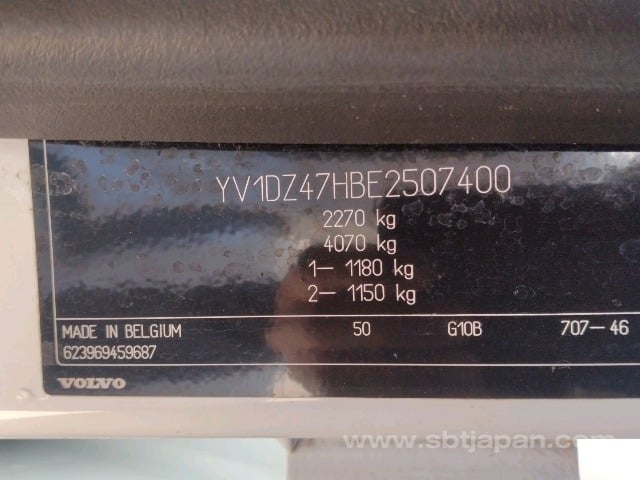 YV1DZ47HBE2507400
2270 kg
4070 kg
1– 1180 kg
2– 1150 kg
MADE IN BELGIUM 50 G10B 707–46
623969459687
VOLVO
www.sbtjapan.com